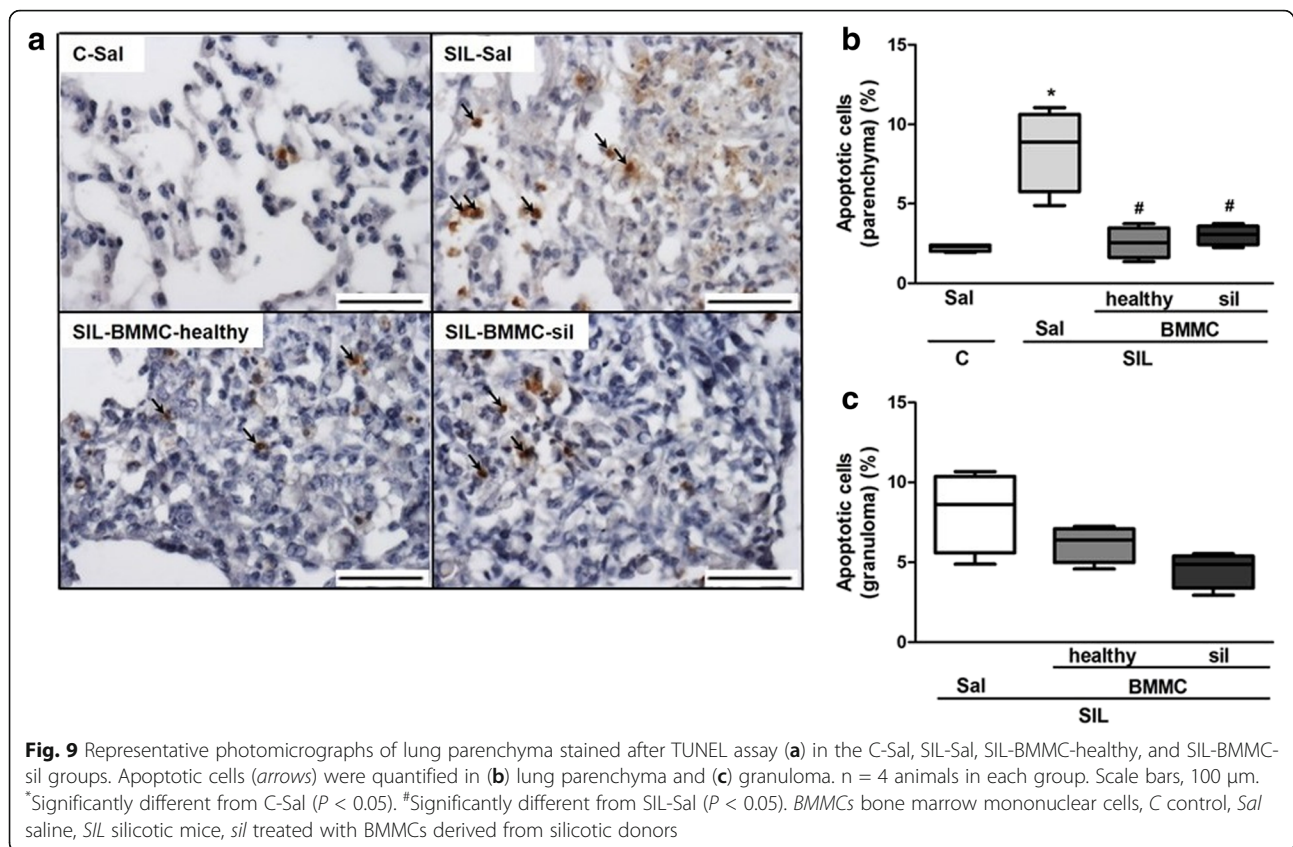 a
C-Sal
SIL-Sal
SIL-BMMC-healthy
SIL-BMMC-sil
b
15
10
5
0
Apoptotic cells
(parenchyma) (%)
*
#
#
Sal
healthy
sil
Sal
BMMC
C
SIL
c
15
10
5
0
Apoptotic cells
(granuloma) (%)
healthy
sil
Sal
BMMC
SIL
Fig. 9 Representative photomicrographs of lung parenchyma stained after TUNEL assay (a) in the C-Sal, SIL-Sal, SIL-BMMC-healthy, and SIL-BMMC-
sil groups. Apoptotic cells (arrows) were quantified in (b) lung parenchyma and (c) granuloma. n = 4 animals in each group. Scale bars, 100 μm.
*Significantly different from C-Sal (P < 0.05). #Significantly different from SIL-Sal (P < 0.05). BMMCs bone marrow mononuclear cells, C control, Sal
saline, SIL silicotic mice, sil treated with BMMCs derived from silicotic donors